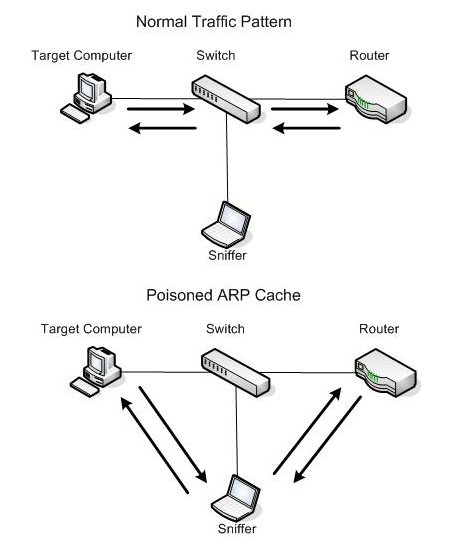 Normal Traffic Pattern
Target Computer Switch Router
Sniffer
Poisoned ARP Cache
Target Computer Switch Router
Sniffer